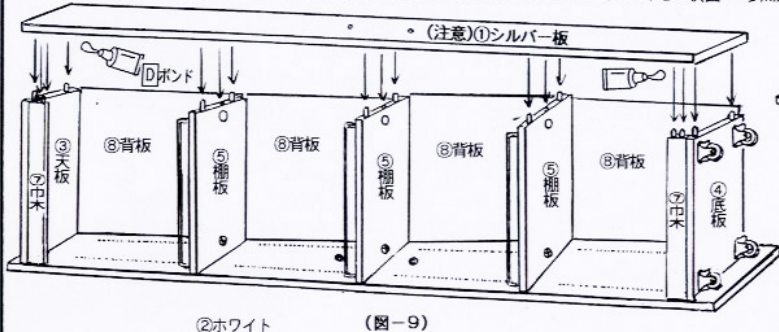 (注意)①シルバー板
Dボンド
③天板
⑧背板
⑤棚板
⑧背板
⑤棚板
⑧背板
⑤棚板
⑧背板
⑦巾木
⑦巾木
④底板
②ホワイト
(図-9)